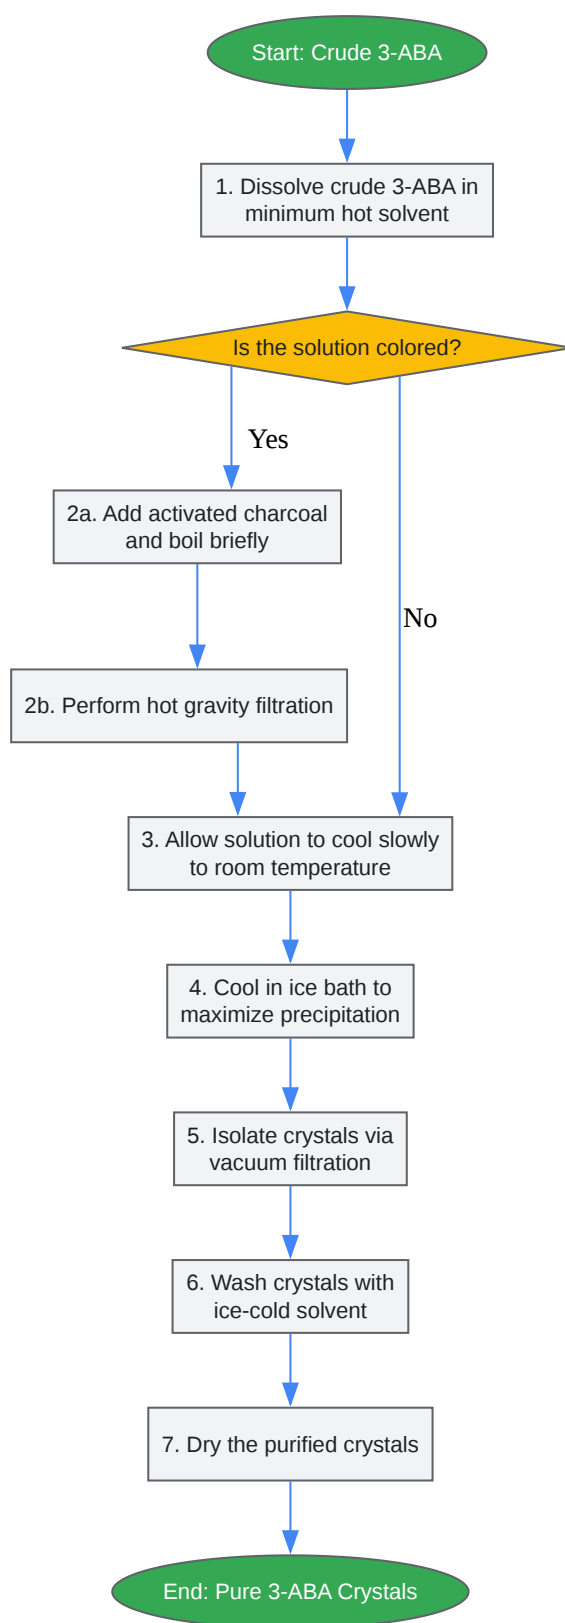 Start: Crude 3-ABA
1. Dissolve crude 3-ABA in
minimum hot solvent
Is the solution colored?
Yes
2a. Add activated charcoal
and boil briefly
No
2b. Perform hot gravity filtration
3. Allow solution to cool slowly
to room temperature
4. Cool in ice bath to
maximize precipitation
5. Isolate crystals via
vacuum filtration
6. Wash crystals with
ice-cold solvent
7. Dry the purified crystals
End: Pure 3-ABA Crystals